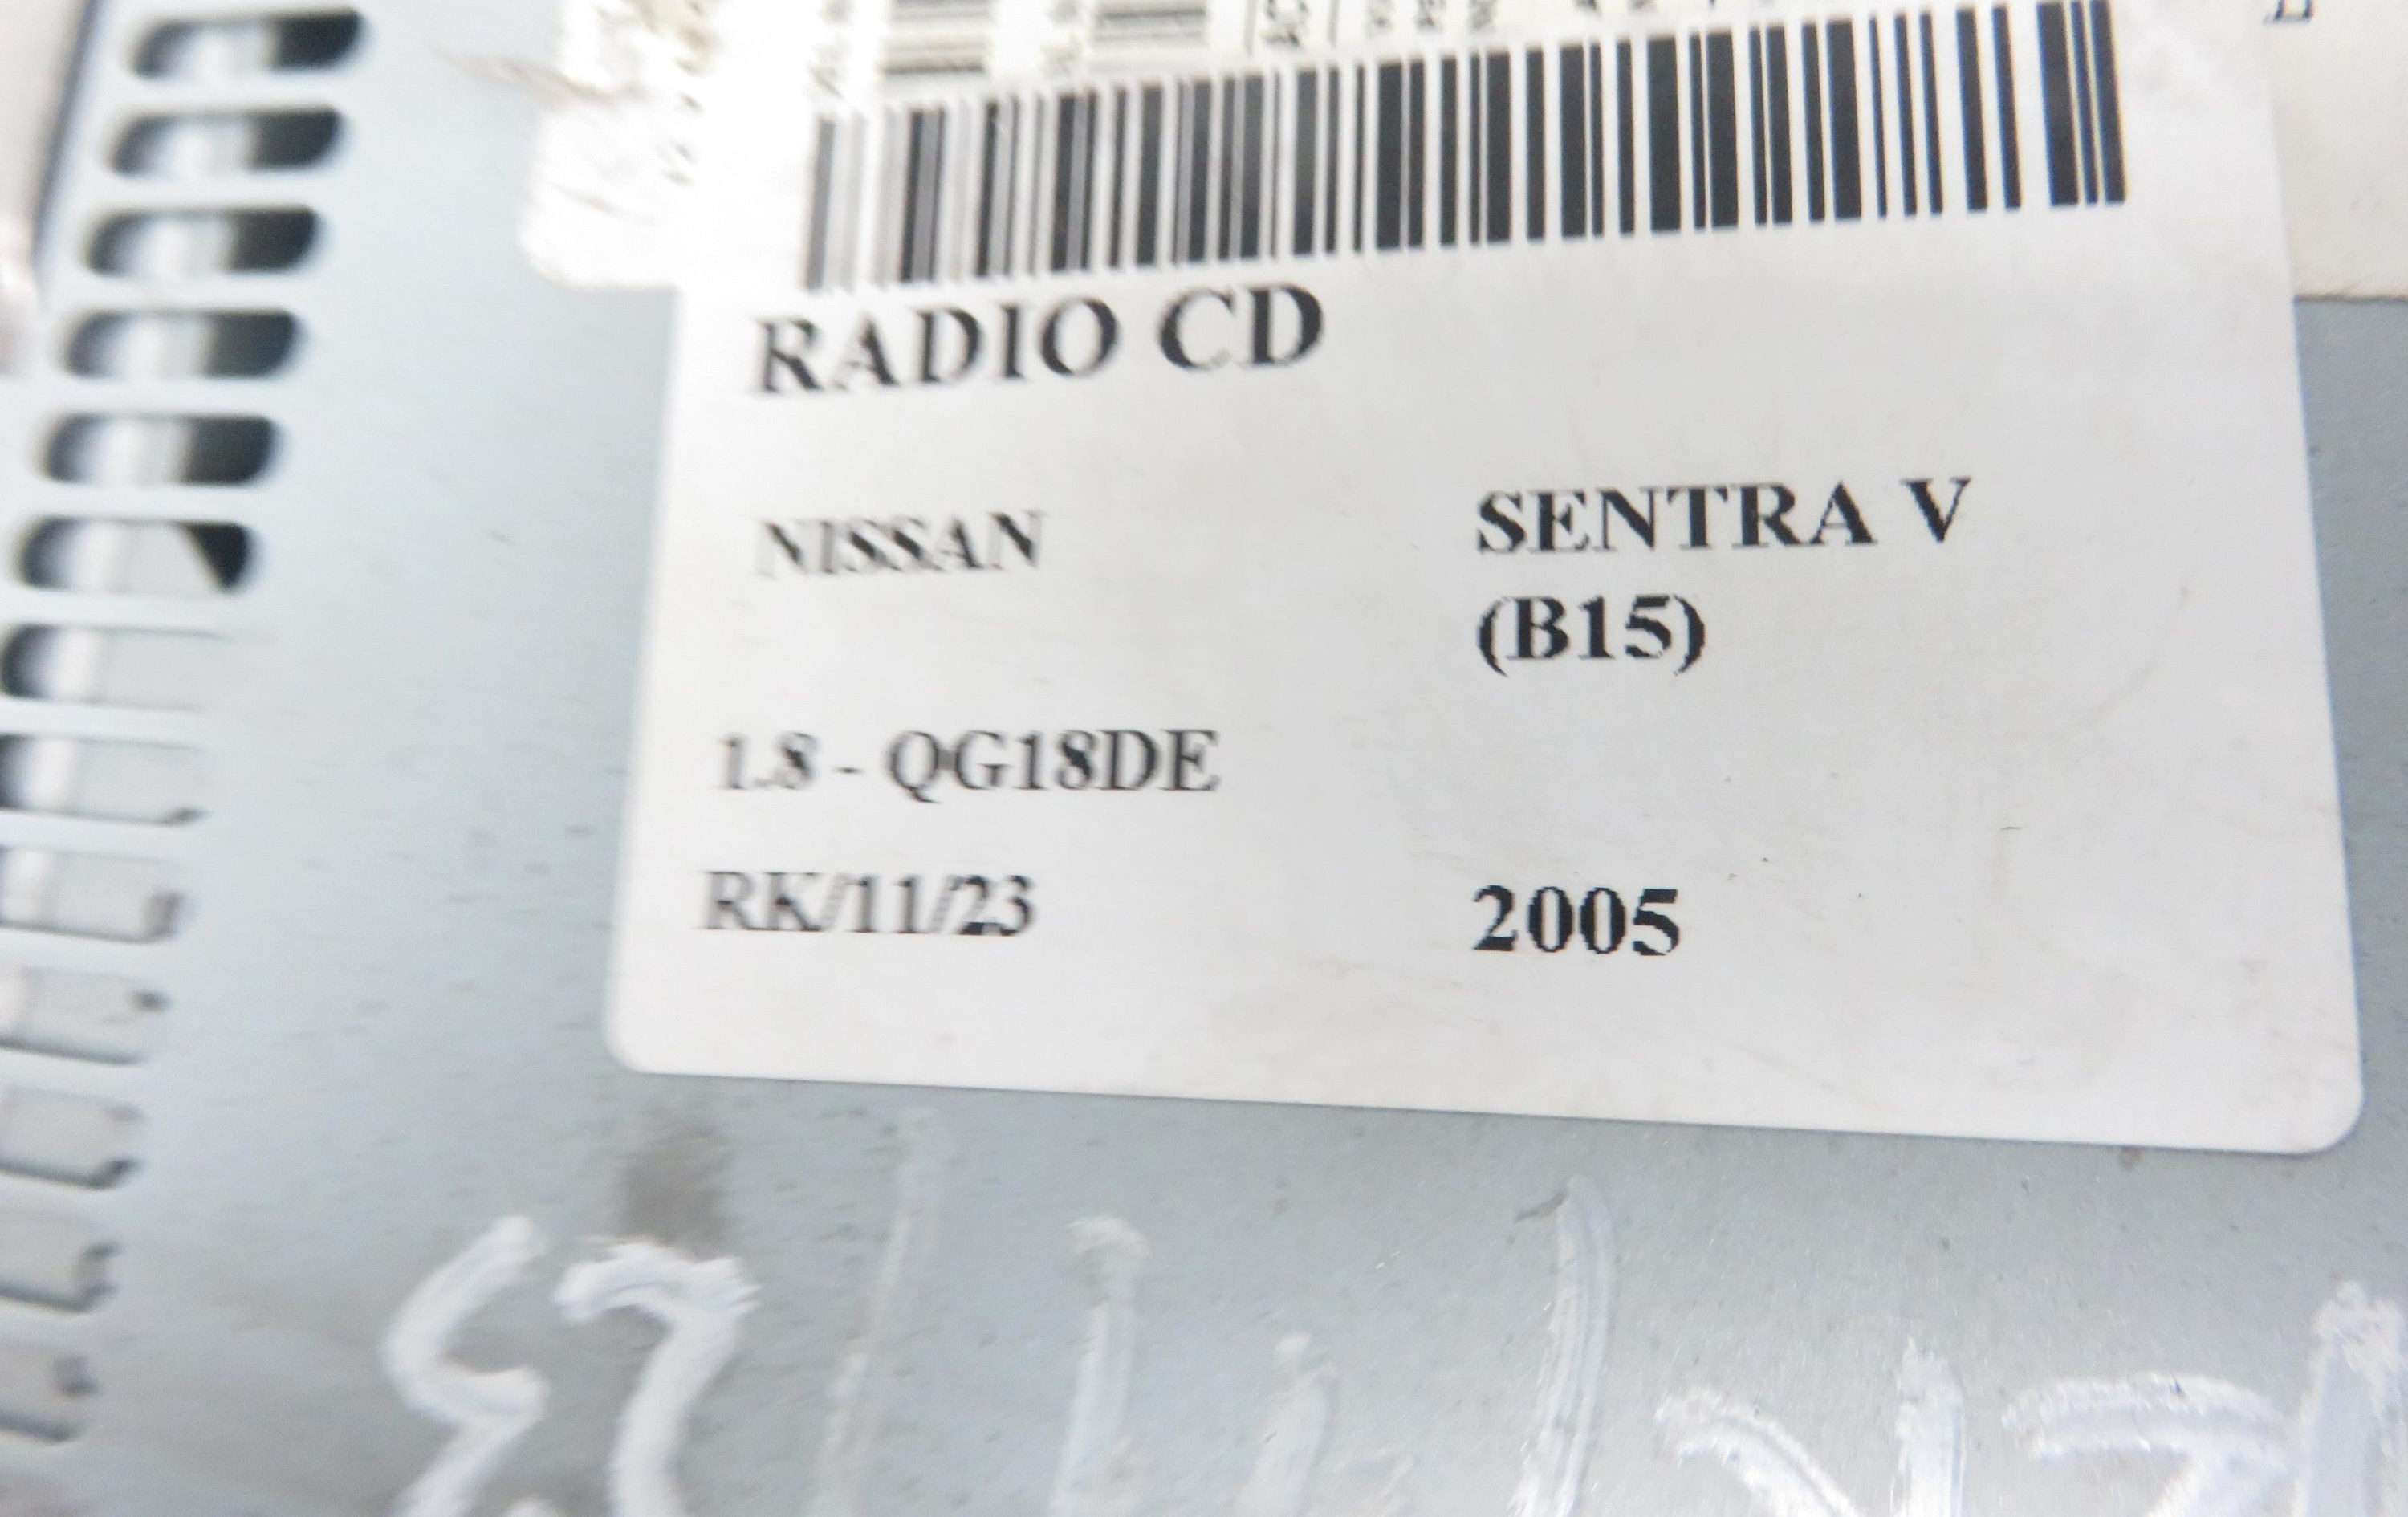 RADIO CD
NISSAN SENTRA V
(B15)
1.8 - QG18DE
RK/11/23 2005